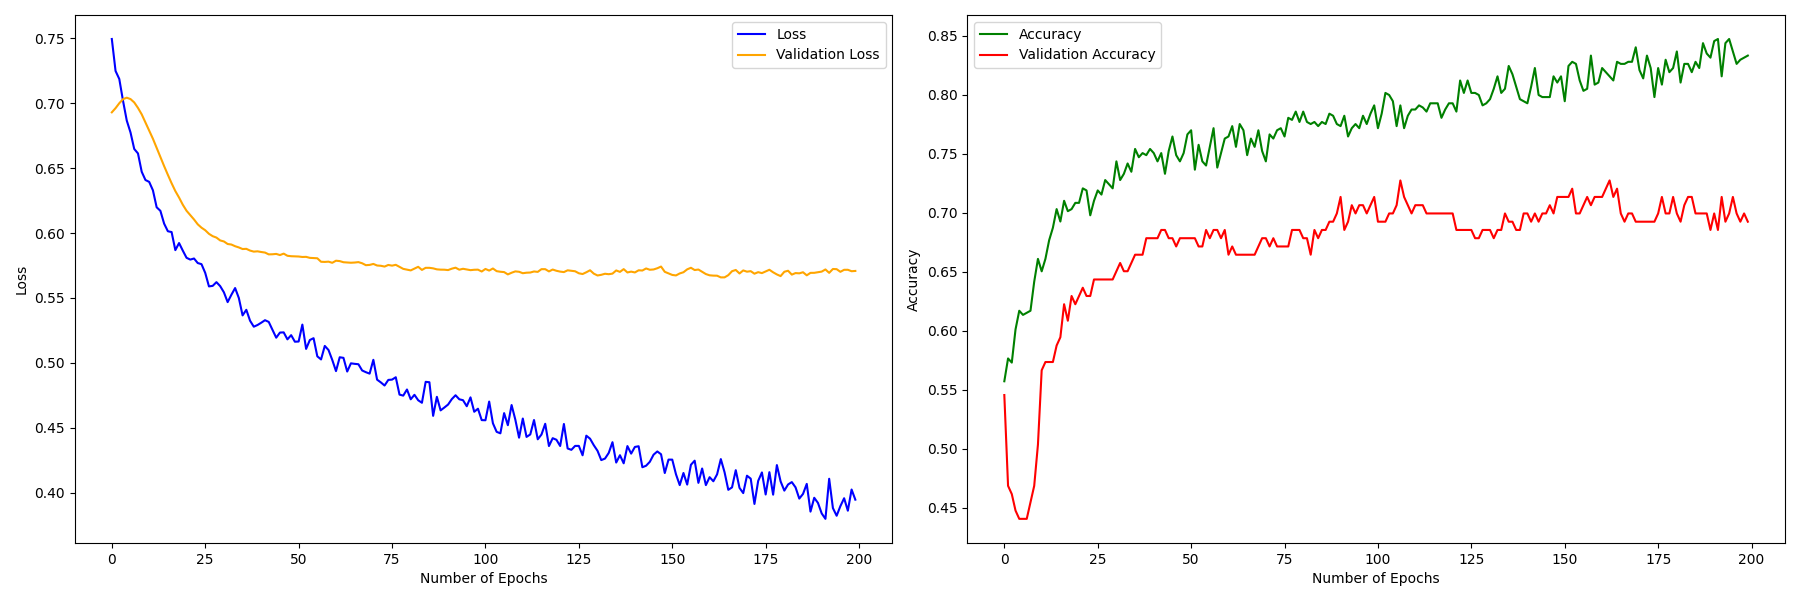 Loss
Validation Loss
0.75
0.70
0.65
0.60
0.55
0.50
0.45
0.40
Loss
0 25 50 75 100 125 150 175 200
Number of Epochs
Accuracy
Validation Accuracy
0.85
0.80
0.75
0.70
0.65
0.60
0.55
0.50
0.45
Accuracy
0 25 50 75 100 125 150 175 200
Number of Epochs